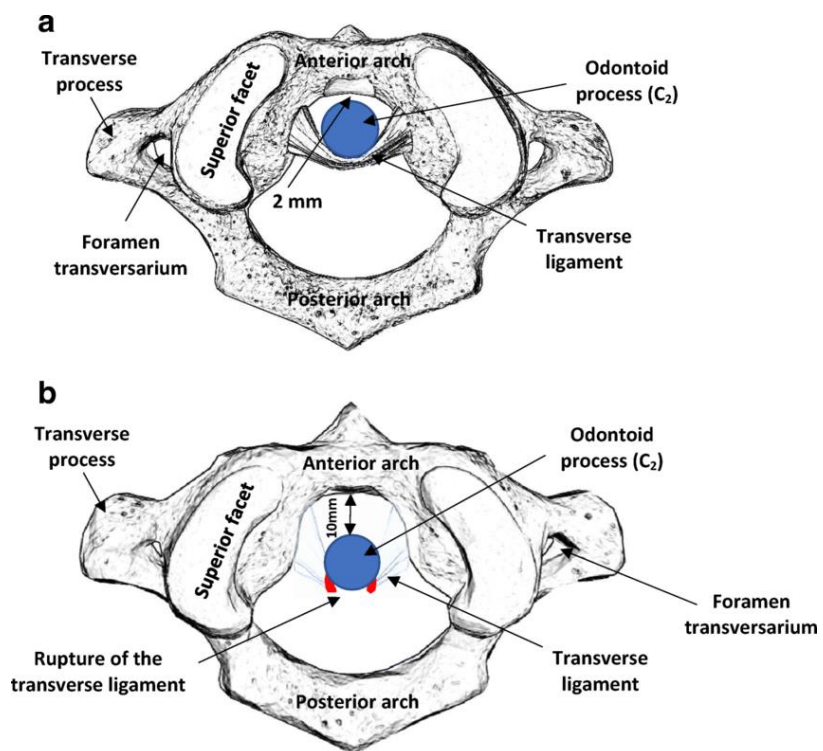 a
Transverse
process
Anterior arch
Odontoid
process (C₂)
Superior facet
2 mm
Foramen
transversarium
Transverse
ligament
Posterior arch
b
Transverse
process
Anterior arch
Odontoid
process (C₂)
Superior facet
10mm
Foramen
transversarium
Rupture of the
transverse ligament
Transverse
ligament
Posterior arch